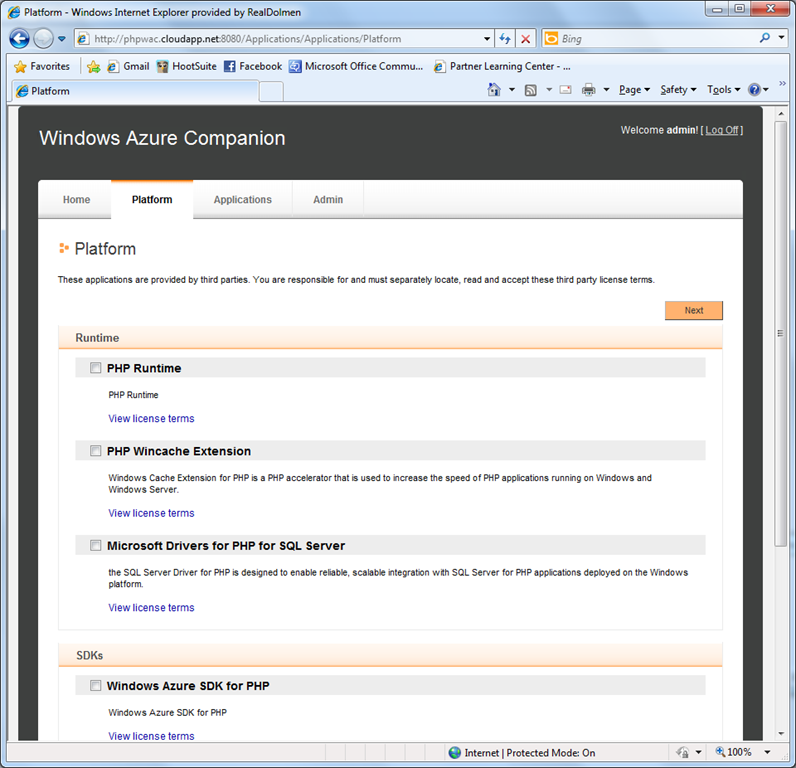 Platform - Windows Internet Explorer provided by RealDolmen
http://phpwac.cloudapp.net:8080/Applications/Applications/Platform
Bing
Favorites
Gmail
HootSuite
Facebook
Microsoft Office Commu...
Partner Learning Center - ...
Platform
Page
Safety
Tools
Windows Azure Companion
Welcome admin! [ Log Off ]
Home
Platform
Applications
Admin
Platform
These applications are provided by third parties. You are responsible for and must separately locate, read and accept these third party license terms.
Next
Runtime
PHP Runtime
PHP Runtime
View license terms
PHP Wincache Extension
Windows Cache Extension for PHP is a PHP accelerator that is used to increase the speed of PHP applications running on Windows and
Windows Server.
View license terms
Microsoft Drivers for PHP for SQL Server
the SQL Server Driver for PHP is designed to enable reliable, scalable integration with SQL Server for PHP applications deployed on the Windows
platform.
View license terms
SDKs
Windows Azure SDK for PHP
Windows Azure SDK for PHP
View license terms
Internet | Protected Mode: On
100%